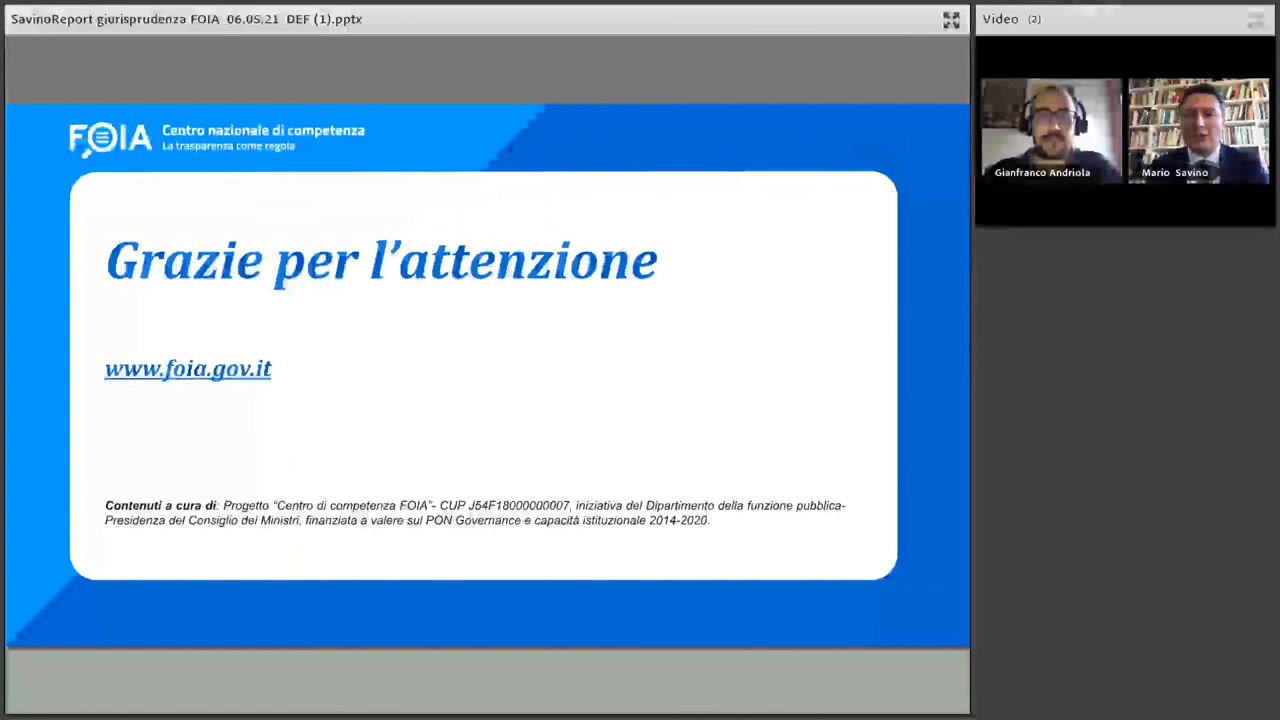 SavinoReport giurisprudenza FOIA 06.05.21 DEF (1).pptx
Video (2)
FOIA
Centro nazionale di competenza
La trasparenza come regola
Gianfranco Andriola
Mario Savino
Grazie per l'attenzione
www.foia.gov.it
Contenuti a cura di: Progetto “Centro di competenza FOIA”- CUP J54F18000000007, iniziativa del Dipartimento della funzione pubblica-
Presidenza del Consiglio dei Ministri, finanziata a valere sul PON Governance e capacità istituzionale 2014-2020.